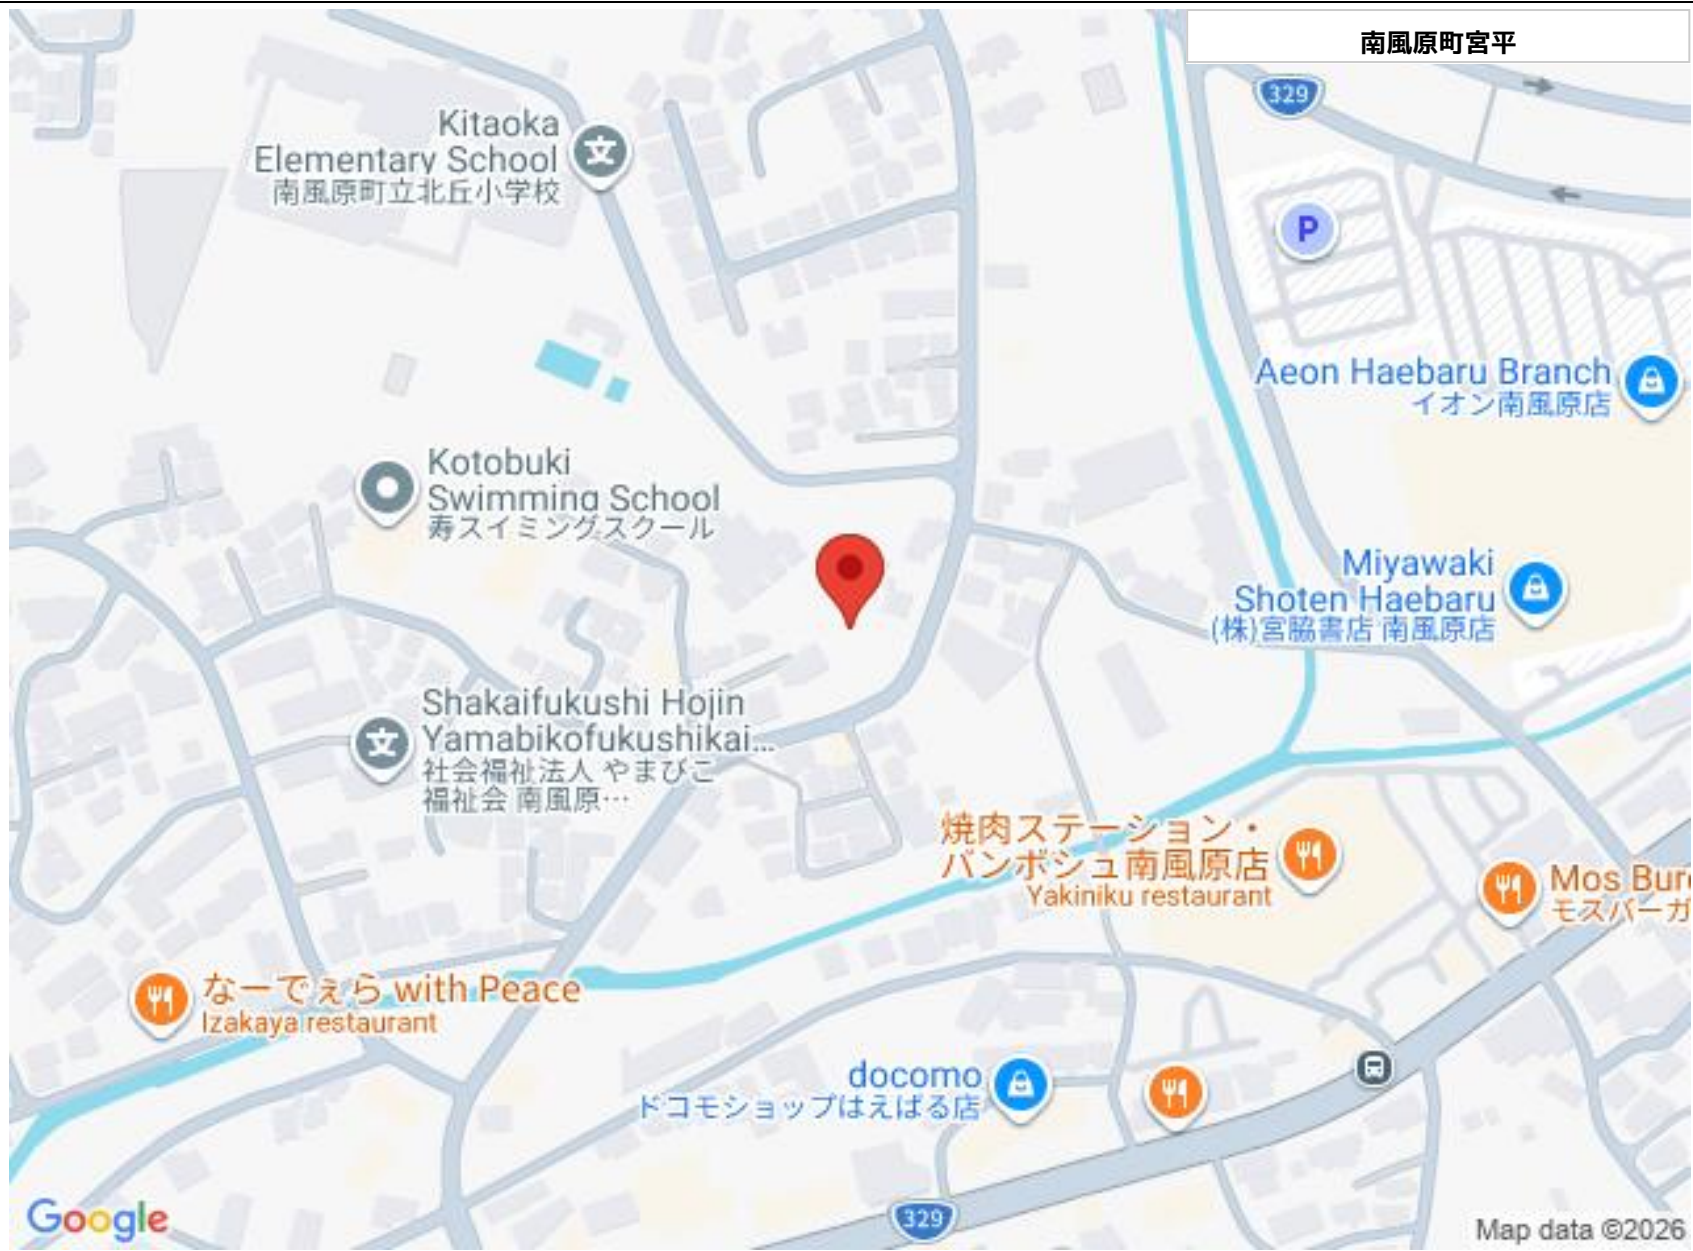 南風原町宮平
329
Kitaoka
Elementary School
南風原町立北丘小学校
文
P
Aeon Haebaru Branch
イオン南風原店
Kotobuki
Swimming School
寿スイミングスクール
Miyawaki
Shoten Haebaru
(株)宮脇書店 南風原店
Shakaifukushi Hojin
Yamabikofukushikai...
社会福祉法人 やまびこ
福祉会 南風原…
文
焼肉ステーション・
バンボシュ南風原店
Yakiniku restaurant
Mos Bur
モスバーガ
なーでぇら with Peace
Izakaya restaurant
docomo
ドコモショップはえばる店
329
Google
Map data ©2026